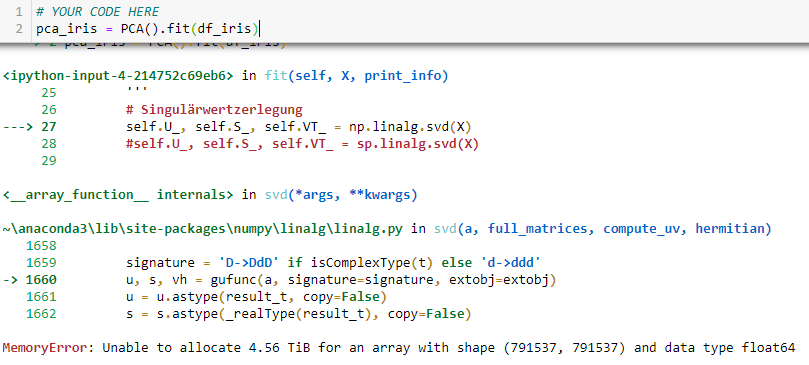 1 # YOUR CODE HERE
2 pca_iris = PCA().fit(df_iris)
<ipython-input-4-214752c69eb6> in fit(self, X, print_info)
25 '''
26 # Singulärwertzerlegung
---> 27 self.U_, self.S_, self.VT_ = np.linalg.svd(X)
28 #self.U_, self.S_, self.VT_ = sp.linalg.svd(X)
29
<__array_function__ internals> in svd(*args, **kwargs)
~\anaconda3\lib\site-packages\numpy\linalg\linalg.py in svd(a, full_matrices, compute_uv, hermitian)
1658
1659 signature = 'D->DdD' if isComplexType(t) else 'd->ddd'
-> 1660 u, s, vh = gufunc(a, signature=signature, extobj=extobj)
1661 u = u.astype(result_t, copy=False)
1662 s = s.astype(_realType(result_t), copy=False)
MemoryError: Unable to allocate 4.56 TiB for an array with shape (791537, 791537) and data type float64